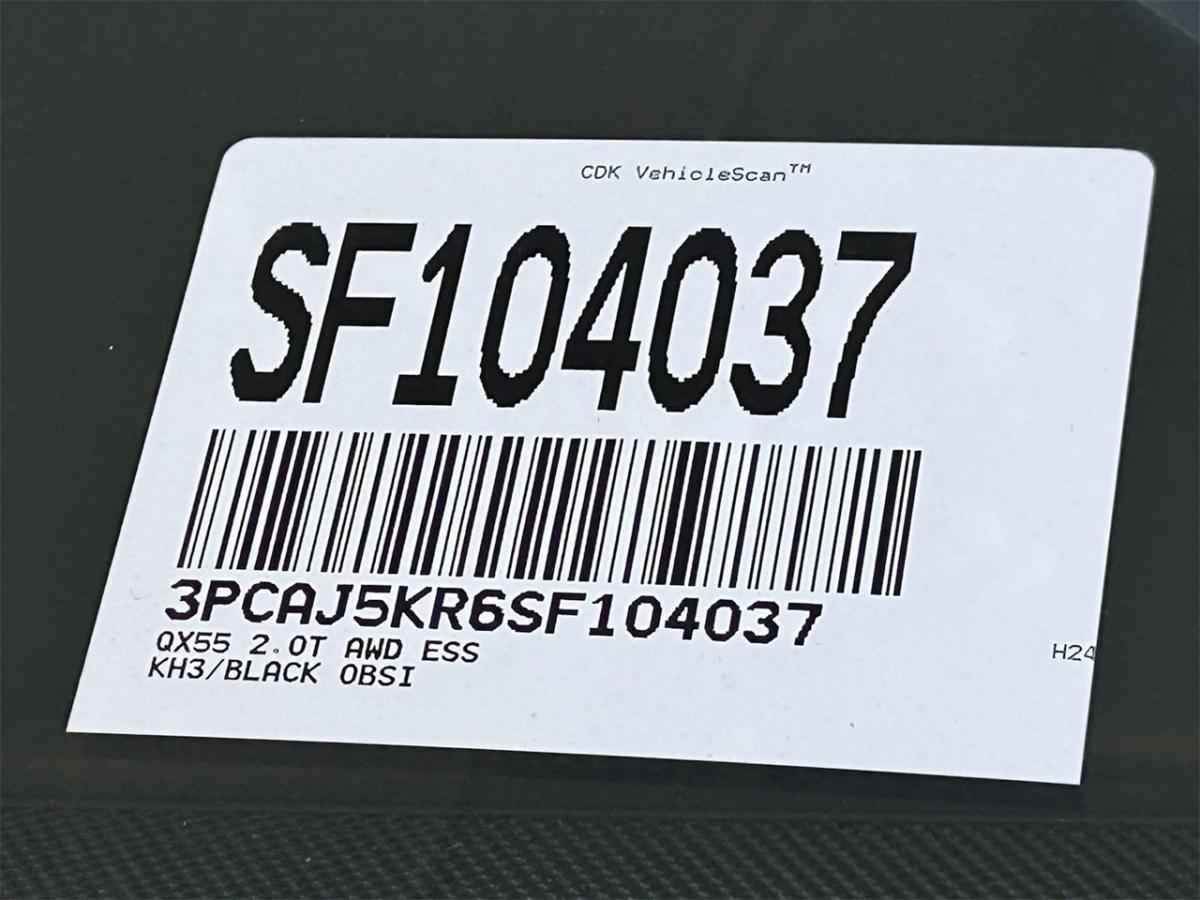 CDK VehicleScan™
SF104037
3PCAJ5KR6SF104037
QX55 2.0T AWD ESS
KH3/BLACK OBSI
H24